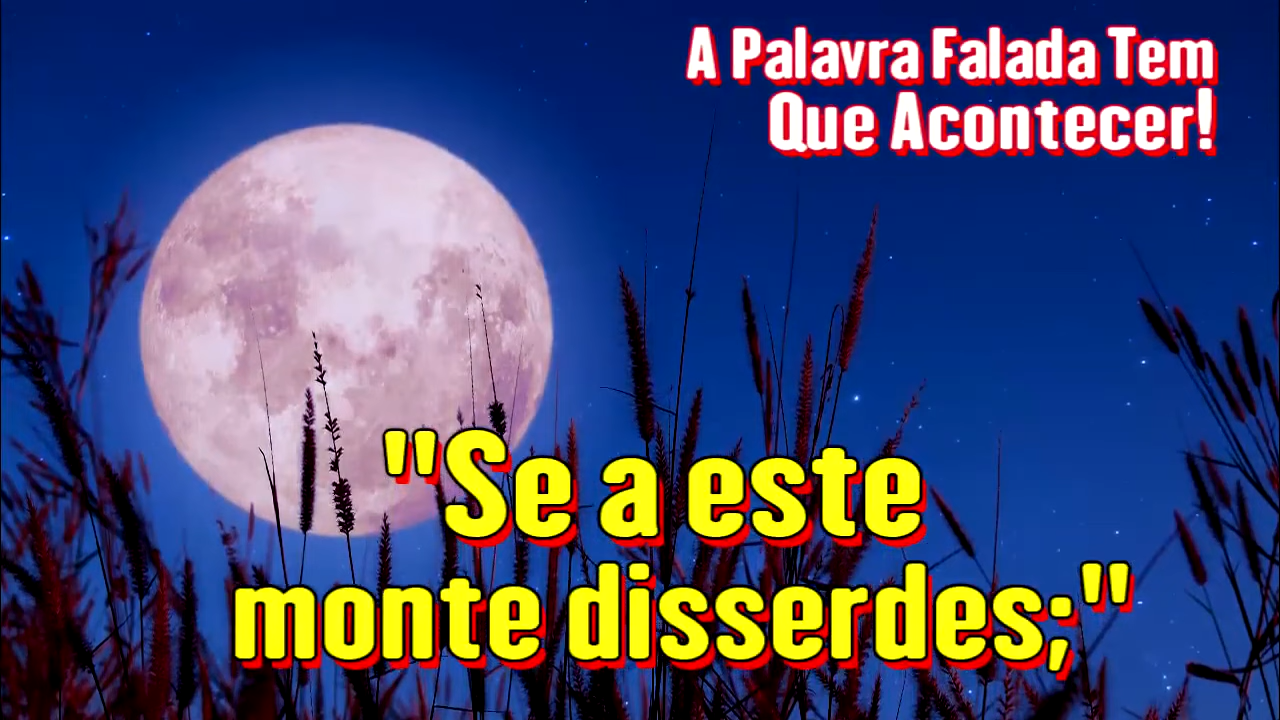 A Palavra Falada Tem
Que Acontecer!
"Se a este
monte disserdes;"